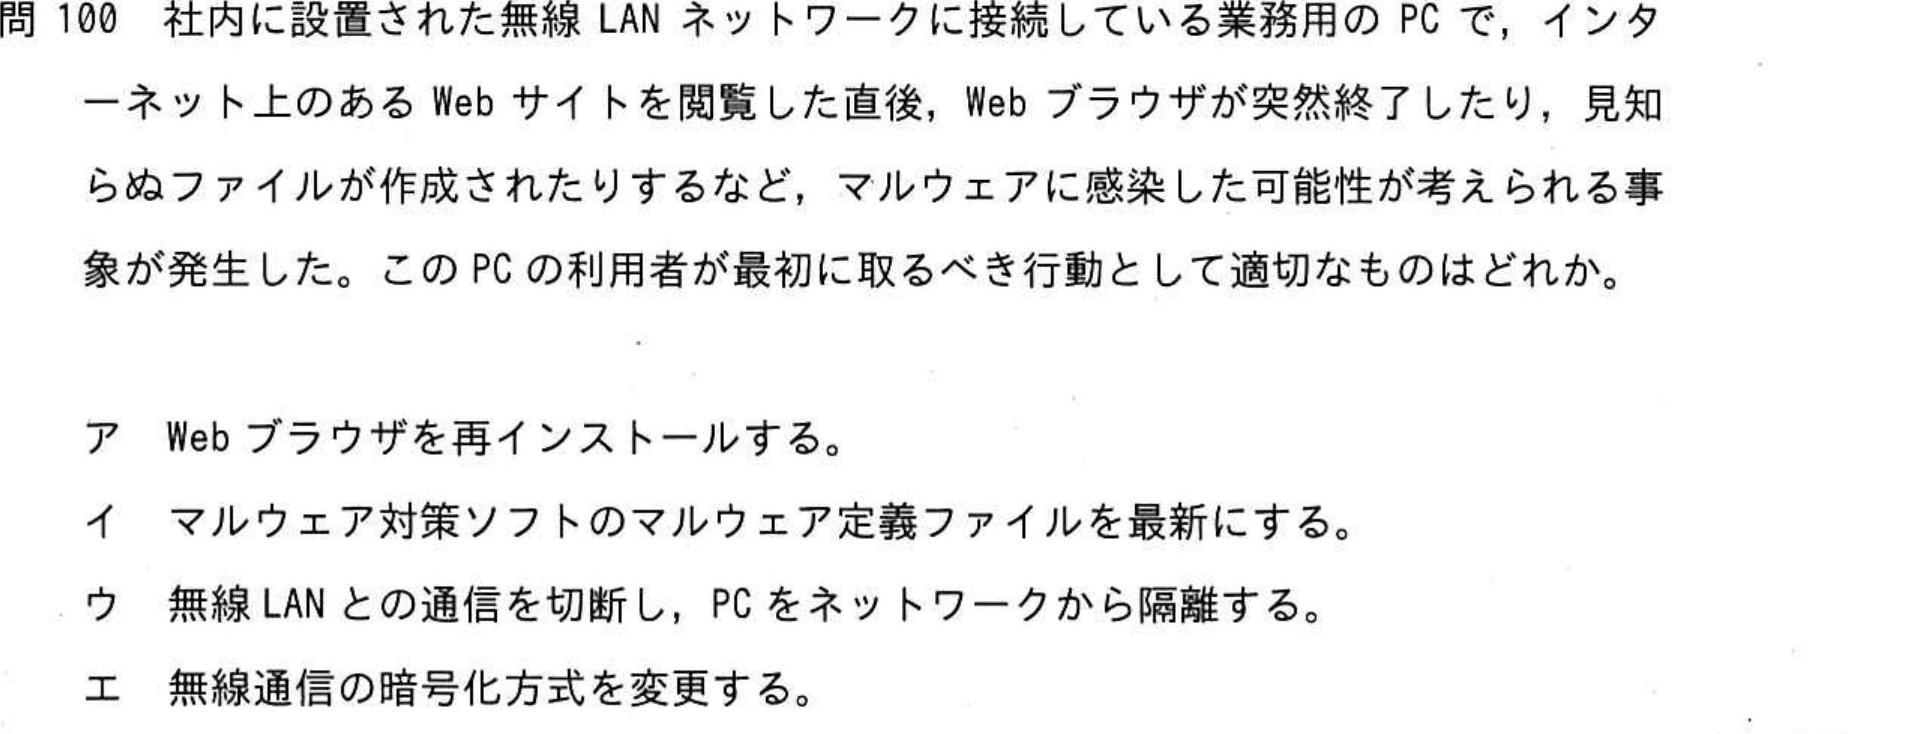 問 100　社内に設置された無線 LAN ネットワークに接続している業務用の PC で，インタ
ーネット上のある Web サイトを閲覧した直後，Web ブラウザが突然終了したり，見知
らぬファイルが作成されたりするなど，マルウェアに感染した可能性が考えられる事
象が発生した。この PC の利用者が最初に取るべき行動として適切なものはどれか。
ア　Web ブラウザを再インストールする。
イ　マルウェア対策ソフトのマルウェア定義ファイルを最新にする。
ウ　無線 LAN との通信を切断し，PC をネットワークから隔離する。
エ　無線通信の暗号化方式を変更する。